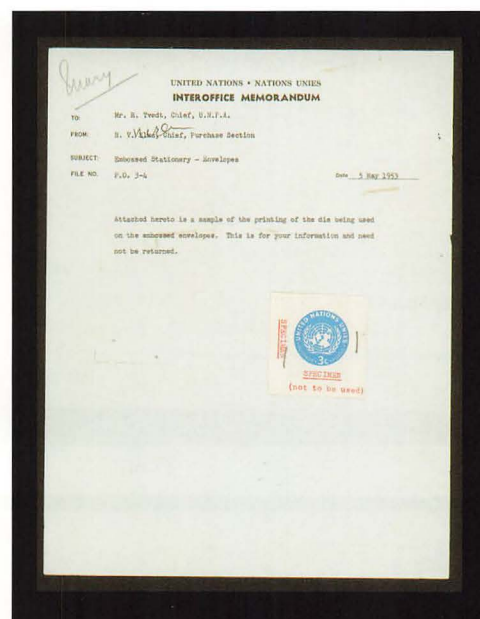 UNITED NATIONS • NATIONS UNIES
INTEROFFICE MEMORANDUM
TO: Mr. R. Tvedt, Chief, U.N.P.A.
FROM: Chief, Purchase Section
SUBJECT: Embossed Stationery - Envelopes
FILE NO. P.O. 3-4
Date 5 May 1953
Attached hereto is a sample of the printing of the die being used
on the embossed envelopes. This is for your information and need
not be returned.
UNITED NATIONS UNIES
3c
SPECIMEN
SPECIMEN
(not to be used)